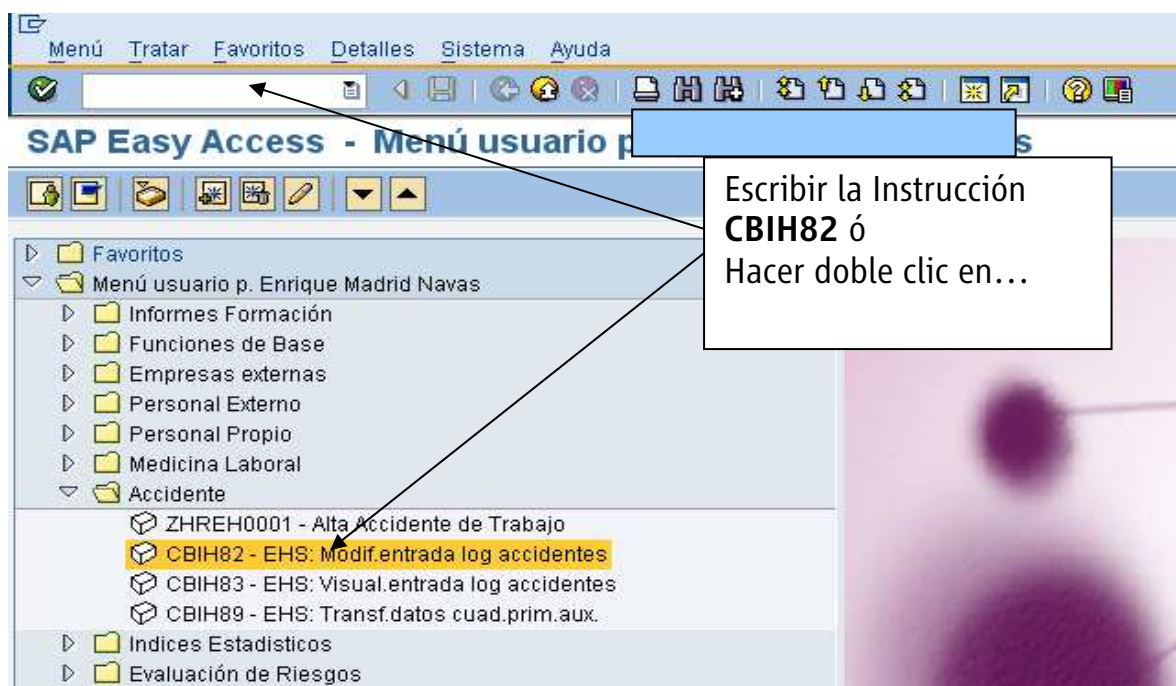 Menú Tratar Favoritos Detalles Sistema Ayuda
SAP Easy Access - Menú usuario p s
Escribir la Instrucción
CBIH82 ó
Hacer doble clic en...
Favoritos
Menú usuario p. Enrique Madrid Navas
Informes Formación
Funciones de Base
Empresas externas
Personal Externo
Personal Propio
Medicina Laboral
Accidente
ZHREH0001 - Alta Accidente de Trabajo
CBIH82 - EHS: Modif.entrada log accidentes
CBIH83 - EHS: Visual.entrada log accidentes
CBIH89 - EHS: Transf.datos cuad.prim.aux.
Indices Estadisticos
Evaluación de Riesgos